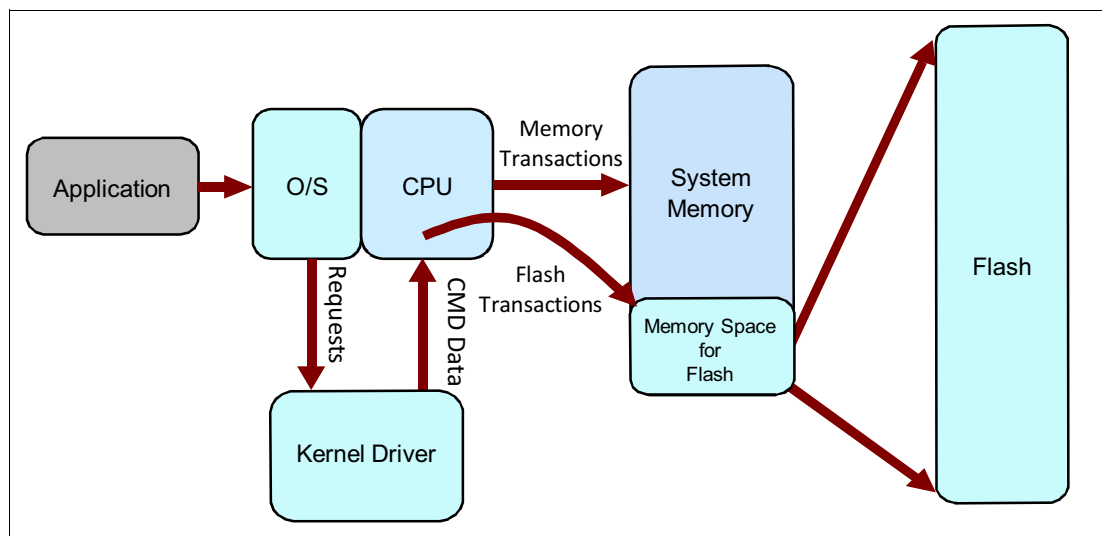 Application
O/S
CPU
Memory
Transactions
System
Memory
Flash
Transactions
Memory Space
for
Flash
Flash
Requests
CMD Data
Kernel Driver